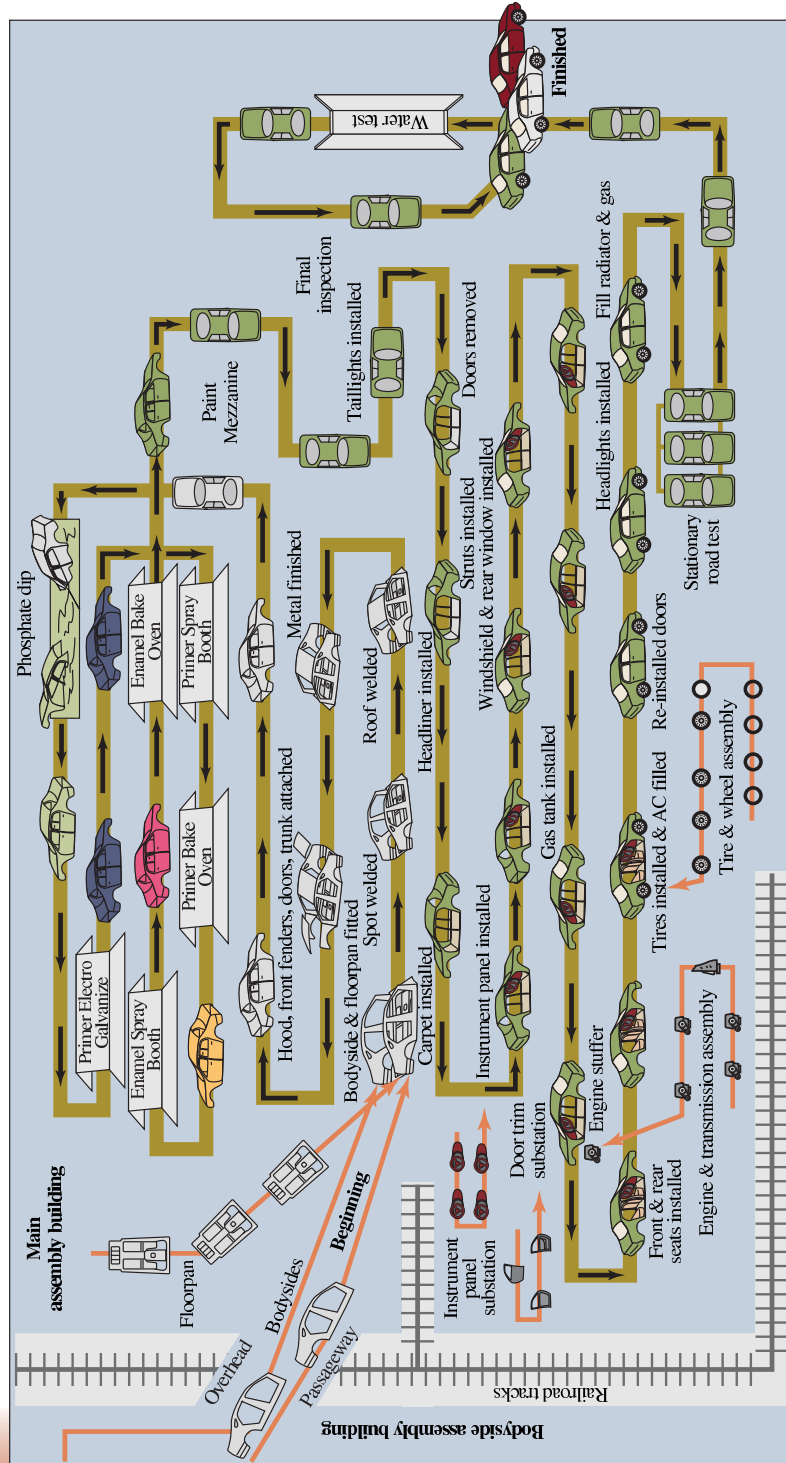 Main
assembly building
Floorpan
Bodysides
Beginning
Overhead
Passageway
Bodyside assembly building
Railroad tracks
Bodyside & floorpan fitted
Spot welded
Roof welded
Metal finished
Hood, front fenders, doors, trunk attached
Phosphate dip
Primer Electro
Galvanize
Enamel Spray
Booth
Enamel Bake
Oven
Primer Spray
Booth
Primer Bake
Oven
Paint
Mezzanine
Taillights installed
Doors removed
Headliner installed
Carpet installed
Instrument panel installed
Struts installed
Windshield & rear window installed
Gas tank installed
Engine stuffer
Instrument
panel
substation
Door trim
substation
Front & rear
seats installed
Engine & transmission assembly
Tires installed & AC filled
Tire & wheel assembly
Re-installed doors
Headlights installed
Fill radiator & gas
Stationary
road test
Final
inspection
Water test
Finished